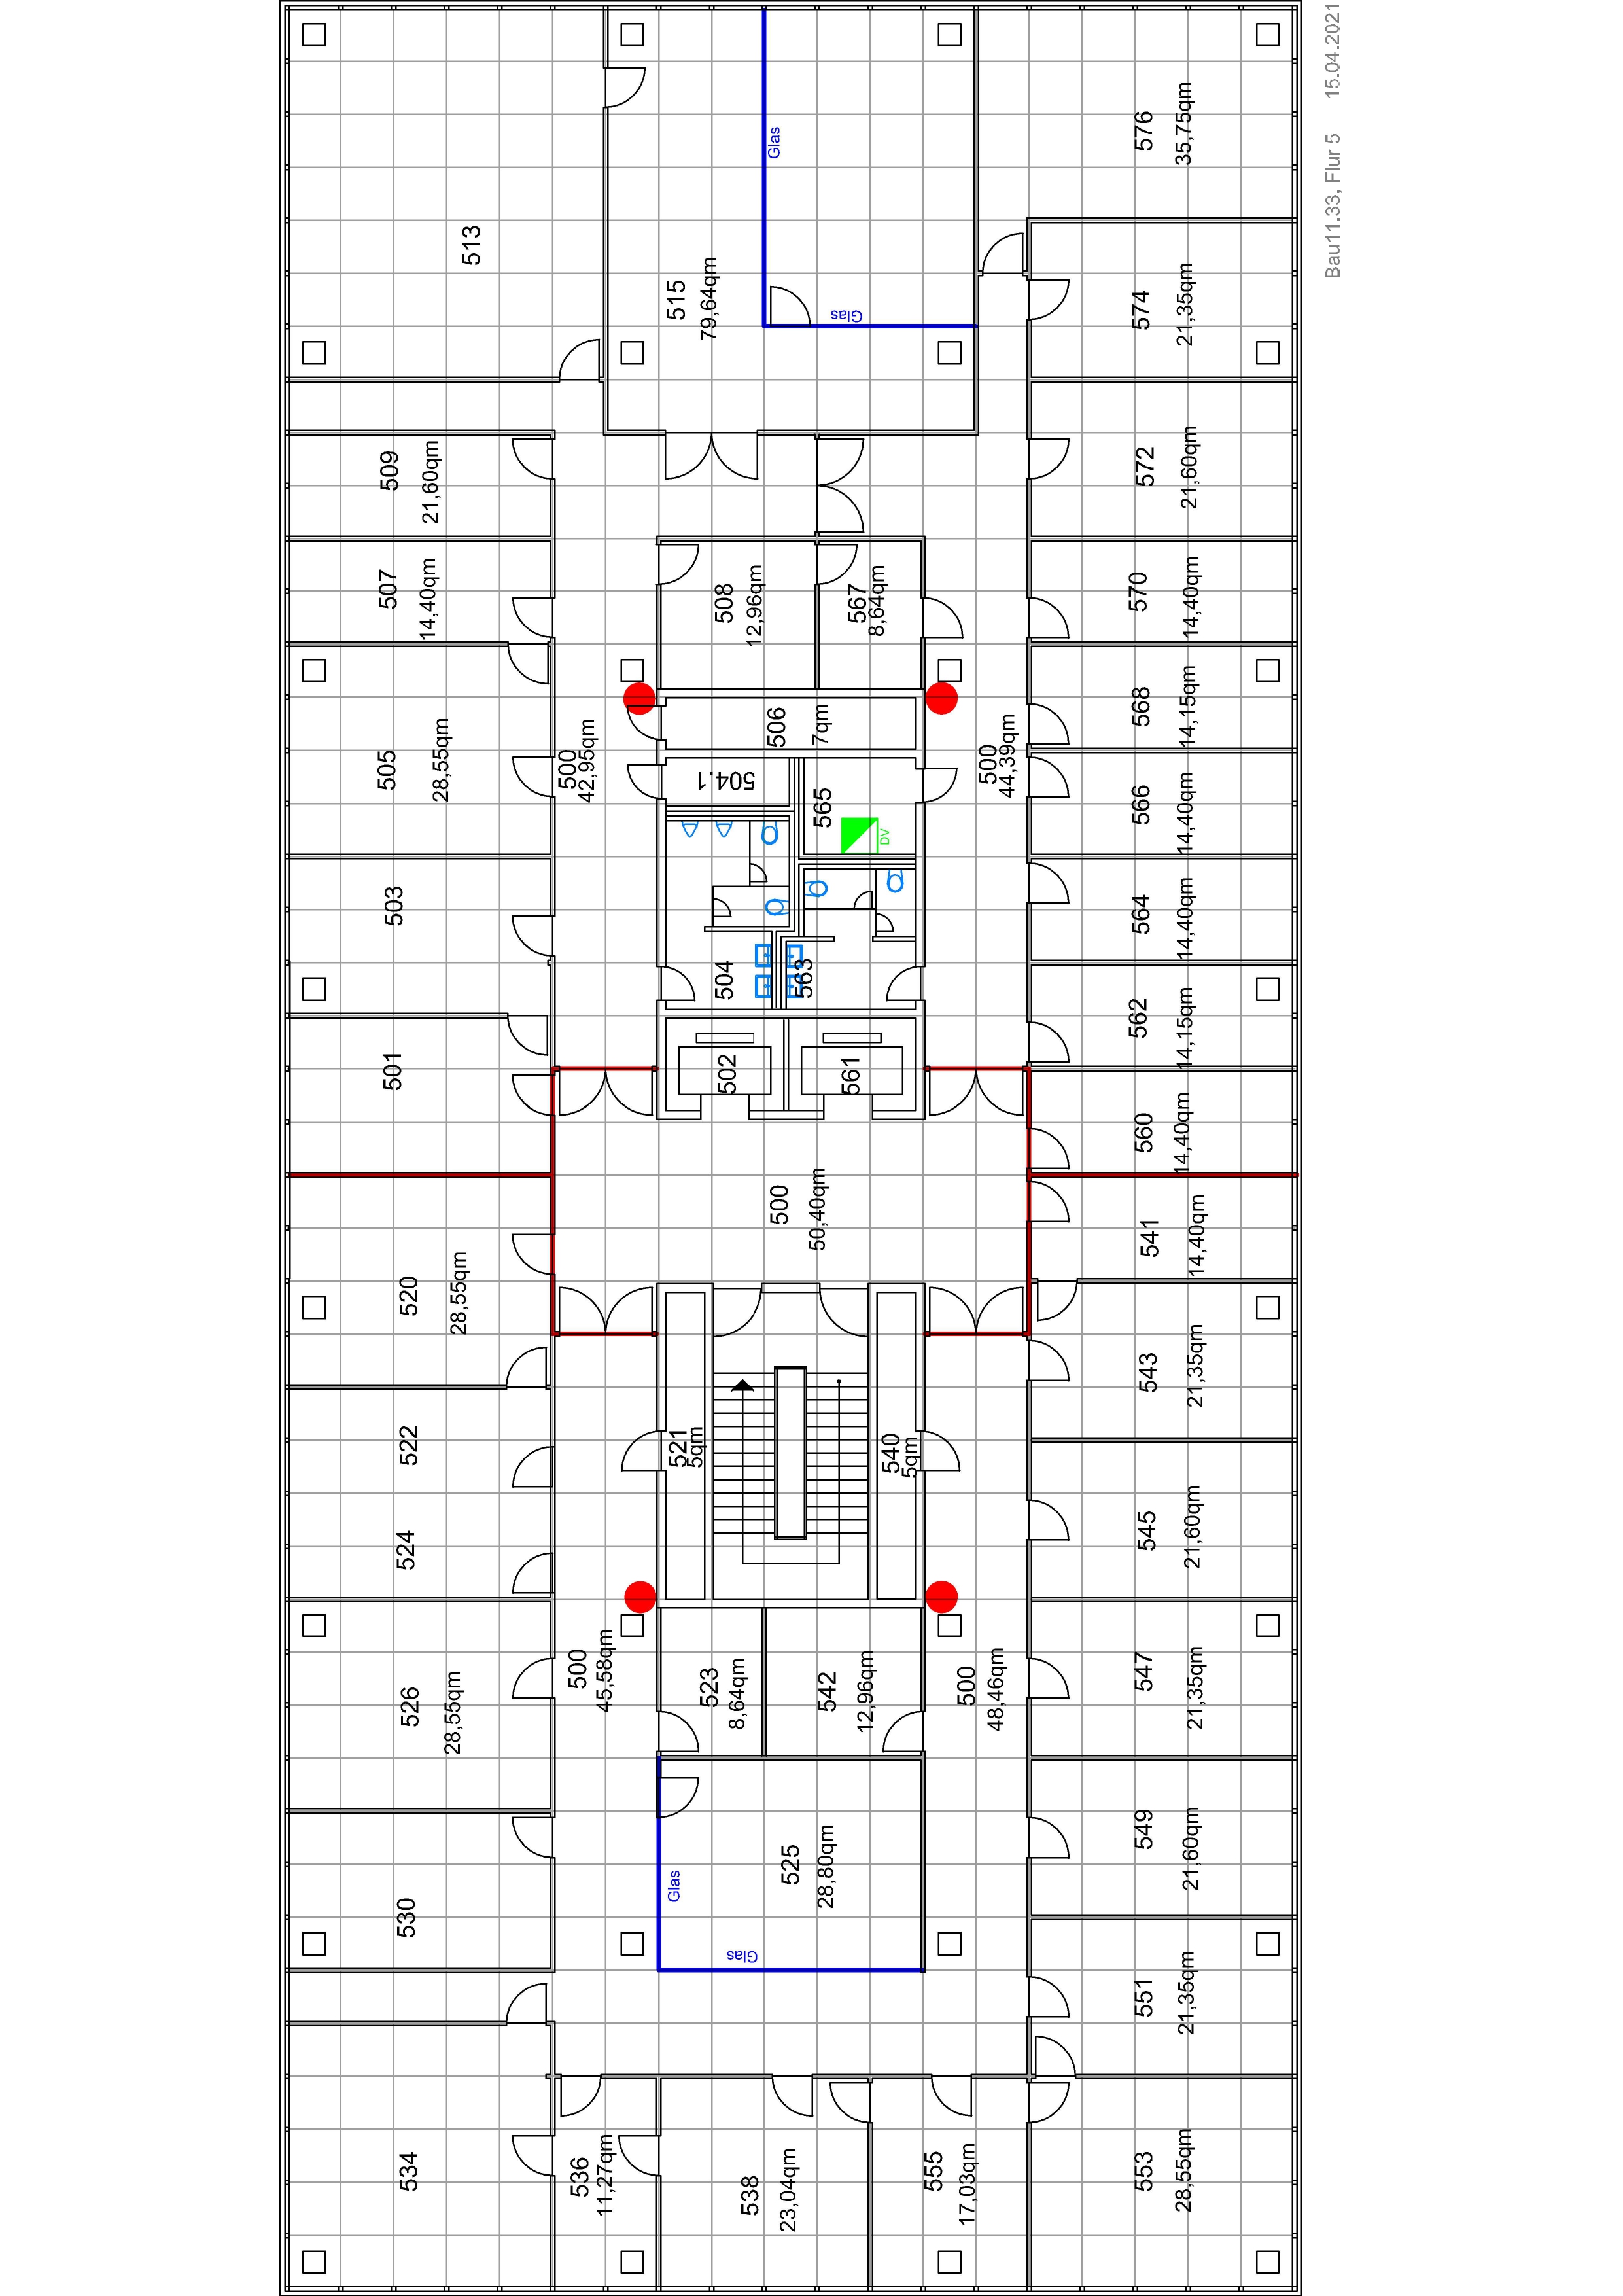 534
530
526
28,55qm
524
522
520
28,55qm
501
503
505
28,55qm
507
14,40qm
509
21,60qm
513
536
11,27qm
500
45,58qm
500
42,95qm
538
23,04qm
Glas
Glas
525
28,80qm
523
8,64qm
542
12,96qm
521
5qm
540
5qm
500
50,40qm
502
561
504
563
504.1
565
DV
506
7qm
508
12,96qm
567
8,64qm
515
79,64qm
Glas
Glas
555
17,03qm
500
48,46qm
500
44,39qm
553
28,55qm
551
21,35qm
549
21,60qm
547
21,35qm
545
21,60qm
543
21,35qm
541
14,40qm
560
14,40qm
562
14,15qm
564
14,40qm
566
14,40qm
568
14,15qm
570
14,40qm
572
21,60qm
574
21,35qm
576
35,75qm
Bau11.33, Flur 5 15.04.2021